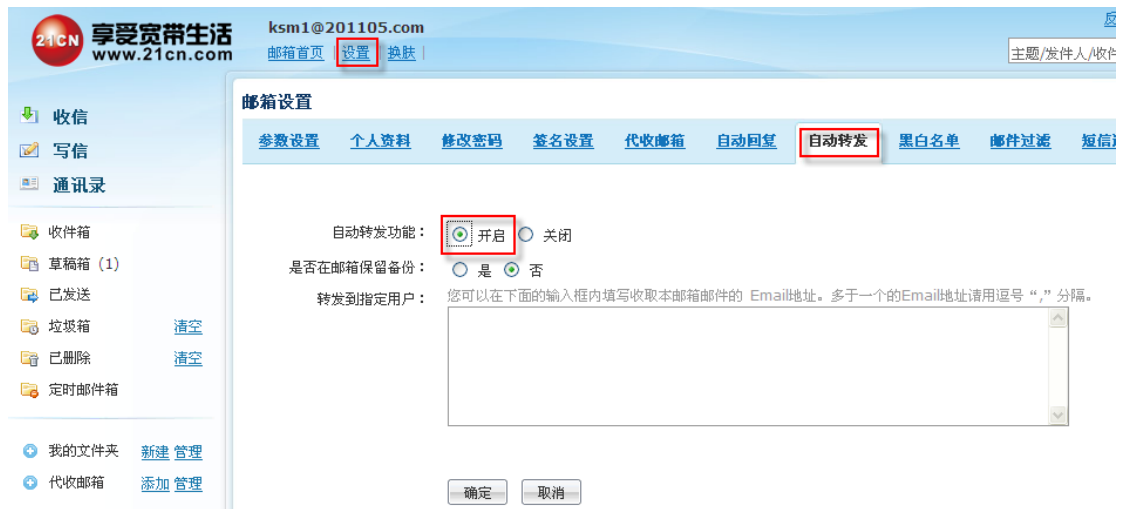 21CN 享受宽带生活
www.21cn.com
ksm1@201105.com
邮箱首页 | 设置 | 换肤 |
主题/发件人/收件
收信
写信
通讯录
收件箱
草稿箱 (1)
已发送
垃圾箱 清空
已删除 清空
定时邮件箱
我的文件夹 新建 管理
代收邮箱 添加 管理
邮箱设置
参数设置 个人资料 修改密码 签名设置 代收邮箱 自动回复 自动转发 黑白名单 邮件过滤 短信
自动转发功能： 开启 关闭
是否在邮箱保留备份： 是 否
转发到指定用户： 您可以在下面的输入框内填写收取本邮箱邮件的 Email地址。多于一个的Email地址请用逗号 “,” 分隔。
确定 取消